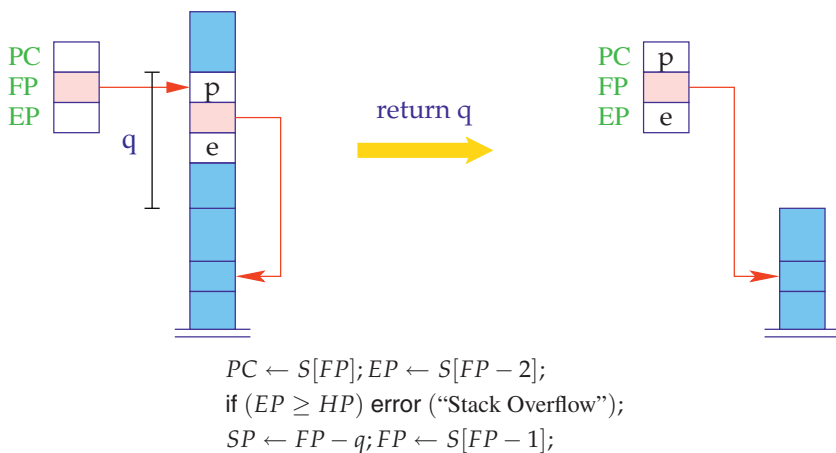 PC
FP
EP
q
p
e
return q
PC
FP
EP
p
e
PC ← S[FP]; EP ← S[FP − 2];
if (EP ≥ HP) error (“Stack Overflow”);
SP ← FP − q; FP ← S[FP − 1];